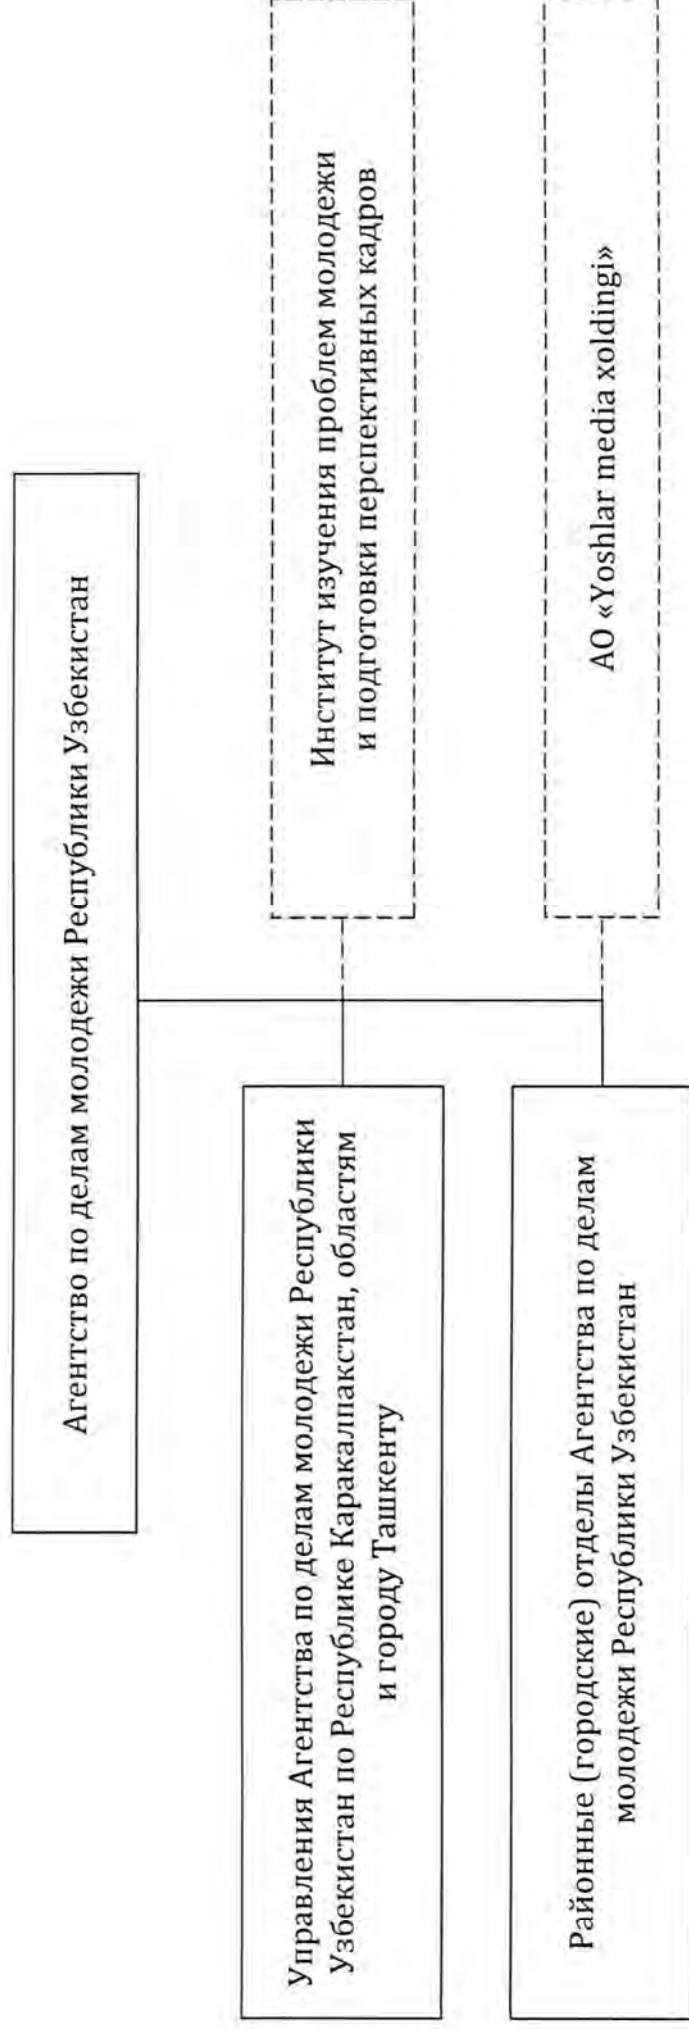 Агентство по делам молодежи Республики Узбекистан
Управления Агентства по делам молодежи Республики
Узбекистан по Республике Каракалпакстан, областям
и городу Ташкенту
Институт изучения проблем молодежи
и подготовки перспективных кадров
Районные (городские) отделы Агентства по делам
молодежи Республики Узбекистан
АО «Yoshlar media xoldingi»